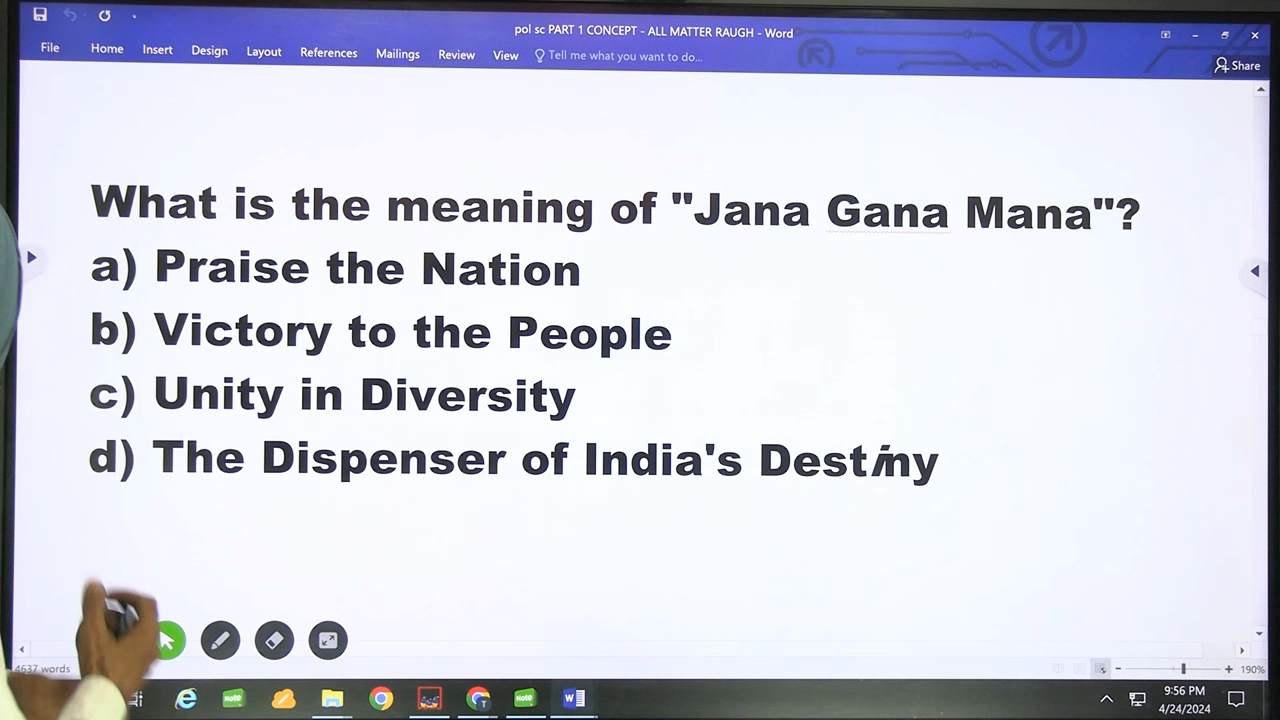 pol sc PART 1 CONCEPT - ALL MATTER RAUGH - Word
File Home Insert Design Layout References Mailings Review View Tell me what you want to do... Share
What is the meaning of "Jana Gana Mana"?
a) Praise the Nation
b) Victory to the People
c) Unity in Diversity
d) The Dispenser of India's Destiny
4637 words
190%
Note Note
9:56 PM
4/24/2024